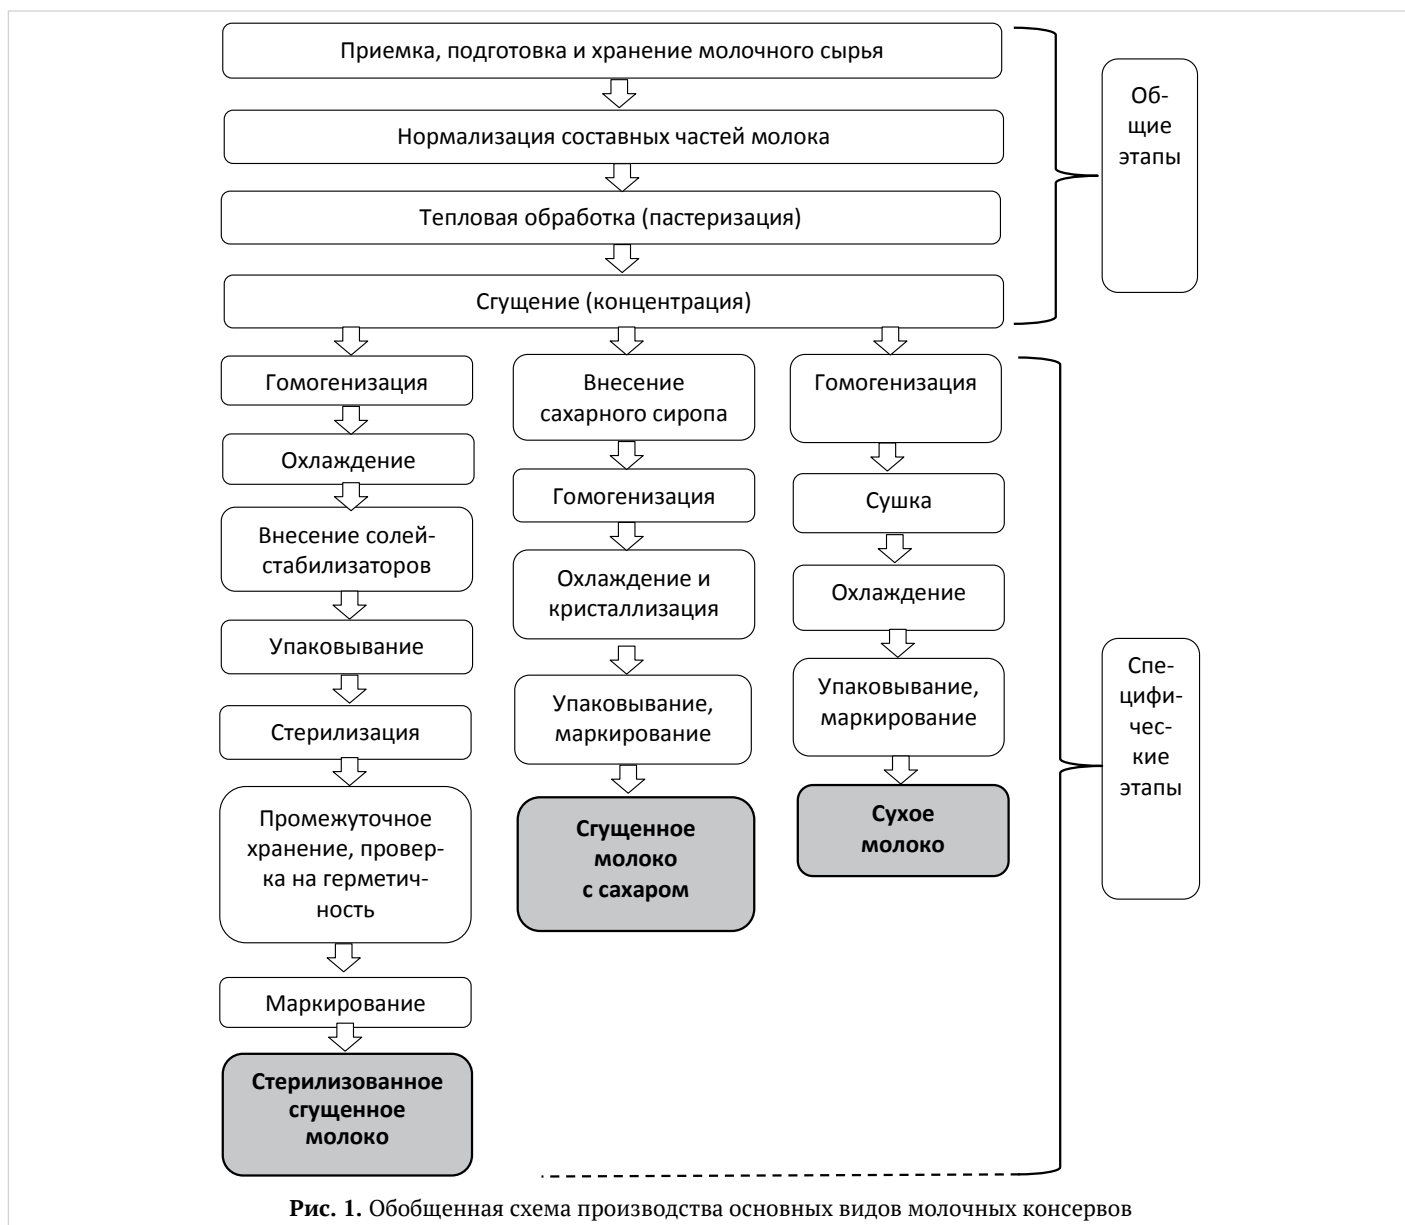 Приемка, подготовка и хранение молочного сырья
Нормализация составных частей молока
Тепловая обработка (пастеризация)
Сгущение (концентрация)
Об-
щие
этапы
Гомогенизация
Охлаждение
Внесение солей-
стабилизаторов
Упаковывание
Стерилизация
Промежуточное
хранение, провер-
ка на герметич-
ность
Маркирование
Стерилизованное
сгущенное
молоко
Внесение
сахарного сиропа
Гомогенизация
Охлаждение и
кристаллизация
Упаковывание,
маркирование
Сгущенное
молоко
с сахаром
Гомогенизация
Сушка
Охлаждение
Упаковывание,
маркирование
Сухое
молоко
Спе-
цифи-
чес-
кие
этапы
Рис. 1. Обобщенная схема производства основных видов молочных консервов